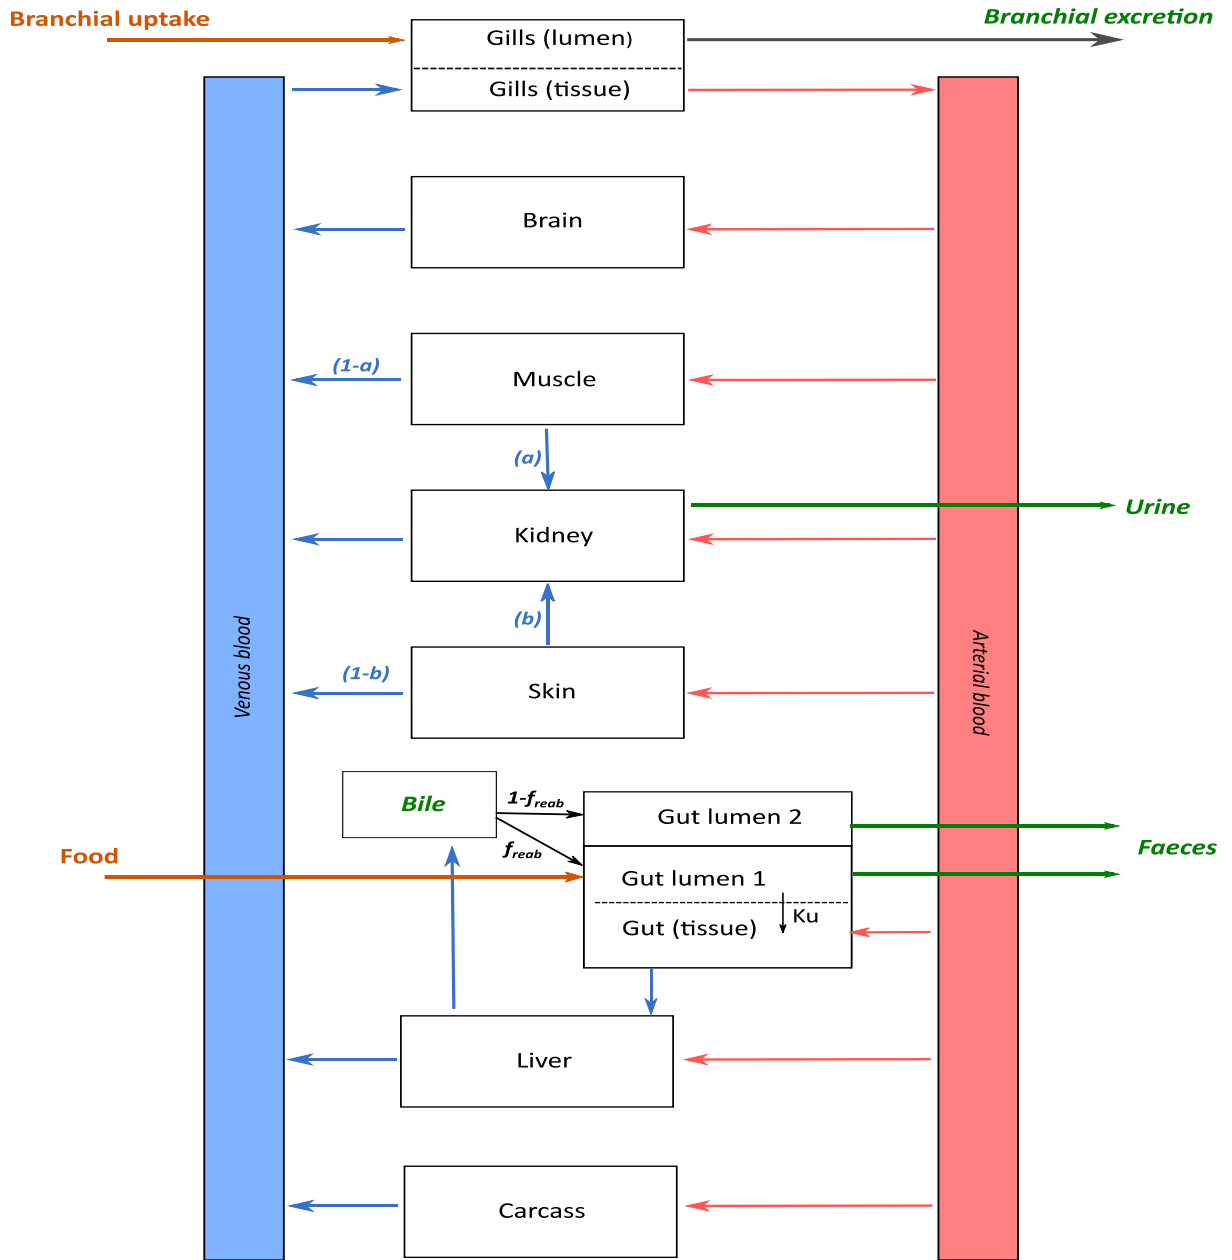 Branchial uptake
Branchial excretion
Gills (lumen)
Gills (tissue)
Brain
(1-a)
Muscle
(a)
Kidney
Urine
(b)
Venous blood
Arterial blood
(1-b)
Skin
Bile
1-freab
freab
Gut lumen 2
Food
Faeces
Gut lumen 1
Ku
Gut (tissue)
Liver
Carcass